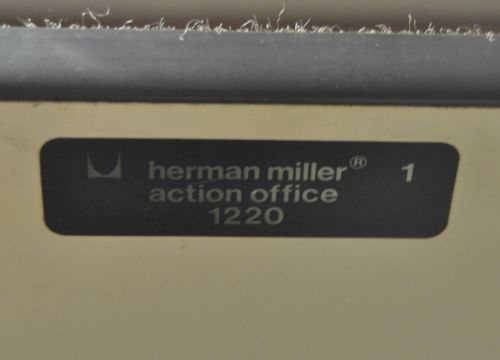 herman miller® 1
action office
1220